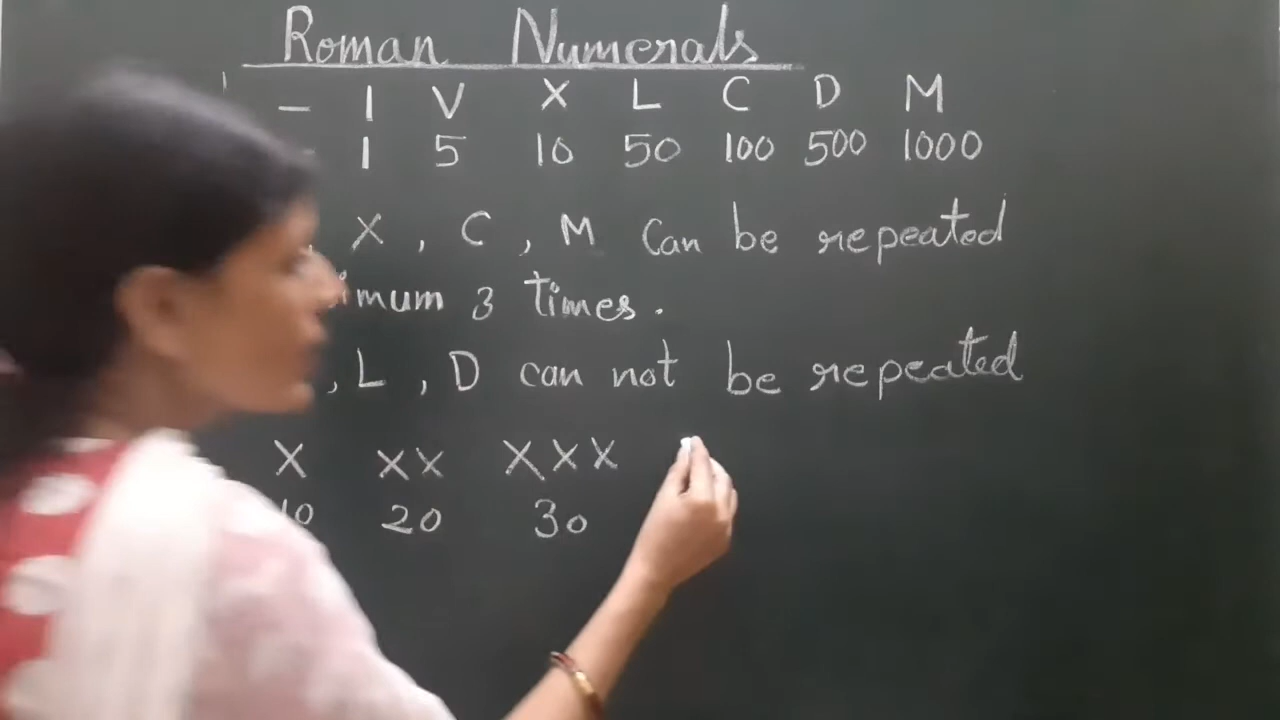 Roman Numerals
– I V X L C D M
– 1 5 10 50 100 500 1000
X , C , M Can be repeated
imum 3 times.
, L , D can not be repeated
X XX XXX
10 20 30